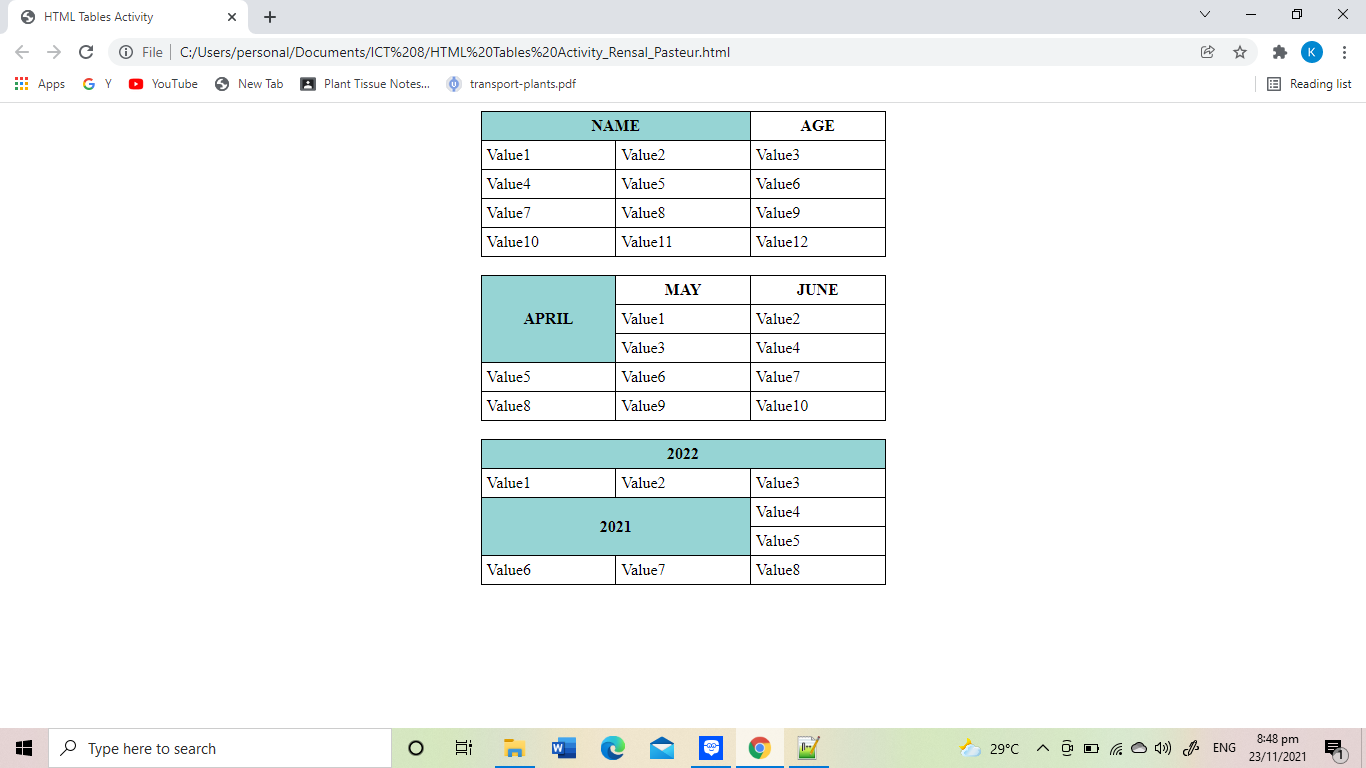 HTML Tables Activity
File C:/Users/personal/Documents/ICT%208/HTML%20Tables%20Activity_Rensal_Pasteur.html
K
Apps G Y YouTube New Tab Plant Tissue Notes... transport-plants.pdf Reading list
NAME AGE
Value1 Value2 Value3
Value4 Value5 Value6
Value7 Value8 Value9
Value10 Value11 Value12
APRIL MAY JUNE
Value1 Value2
Value3 Value4
Value5 Value6 Value7
Value8 Value9 Value10
2022
Value1 Value2 Value3
2021 Value4
Value5
Value6 Value7 Value8
Type here to search 29°C ENG 8:48 pm
23/11/2021 1